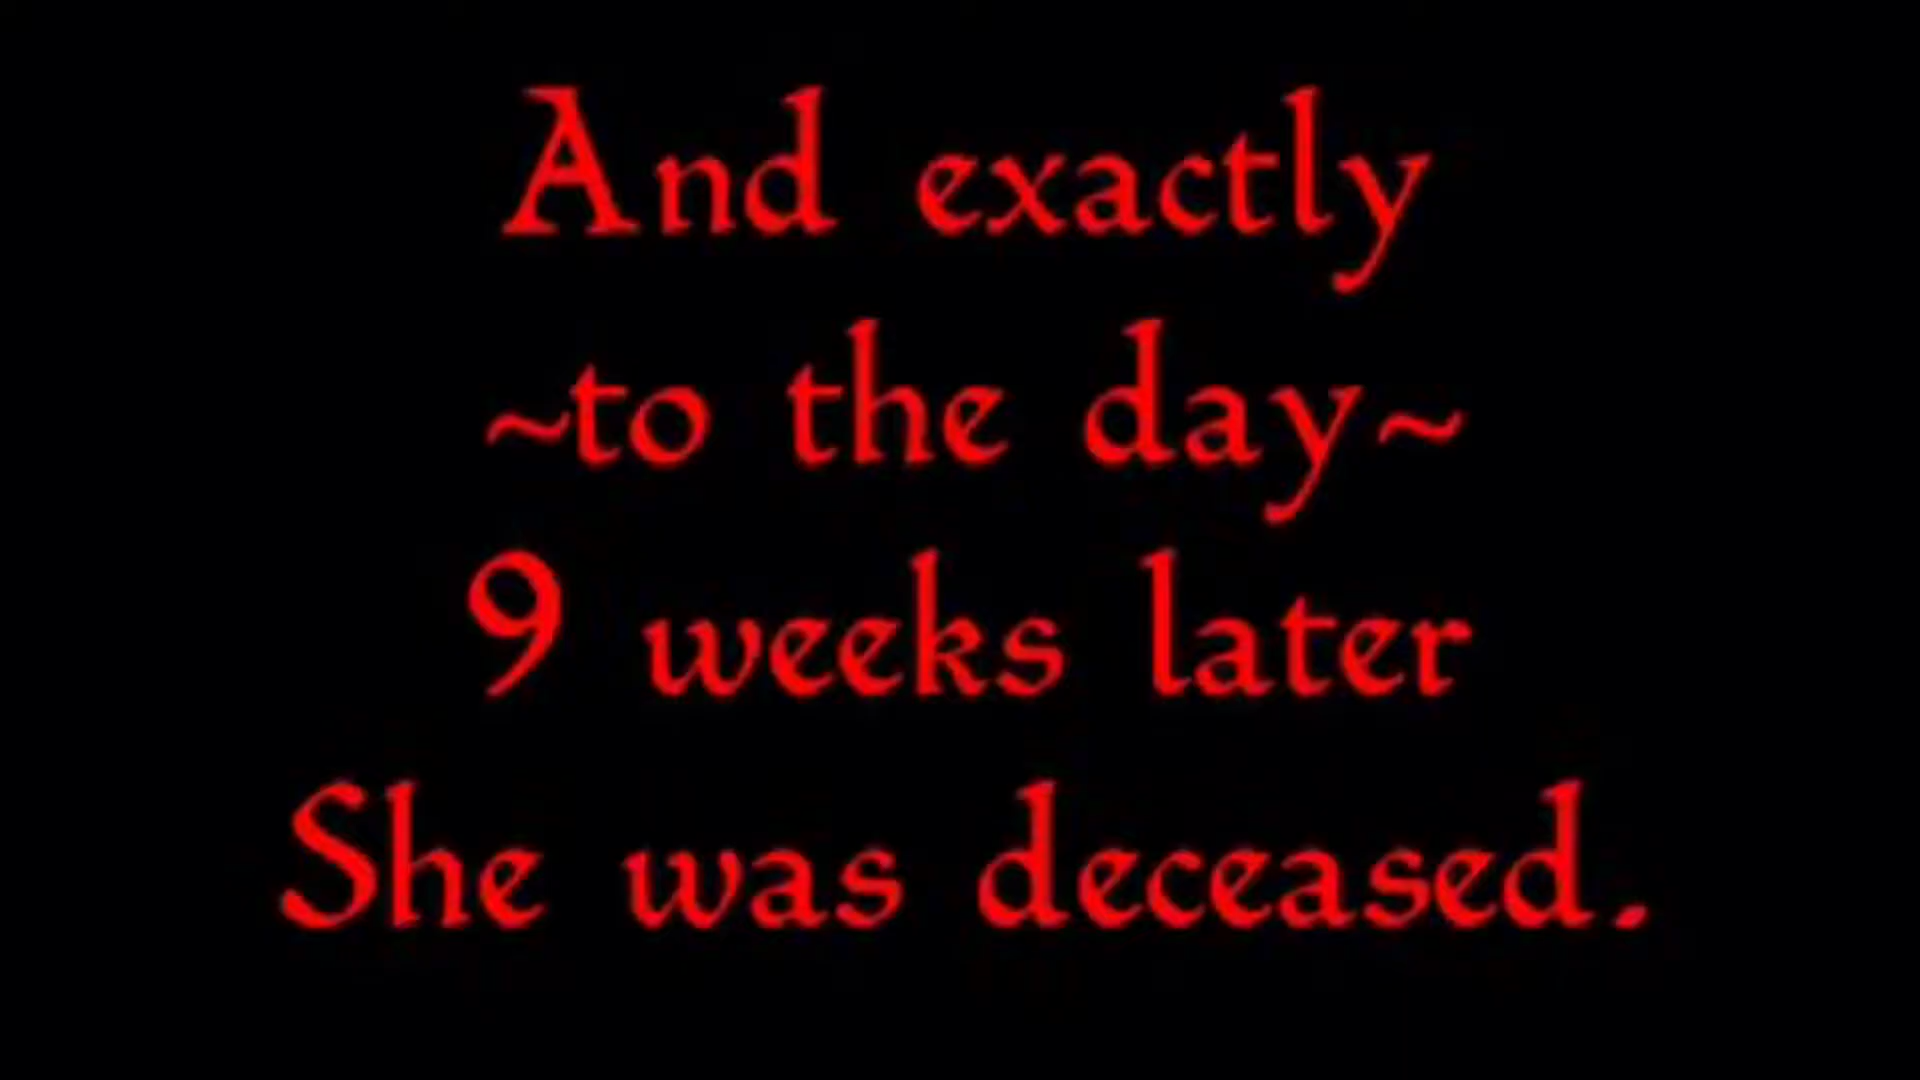 And exactly
~to the day~
9 weeks later
She was deceased.